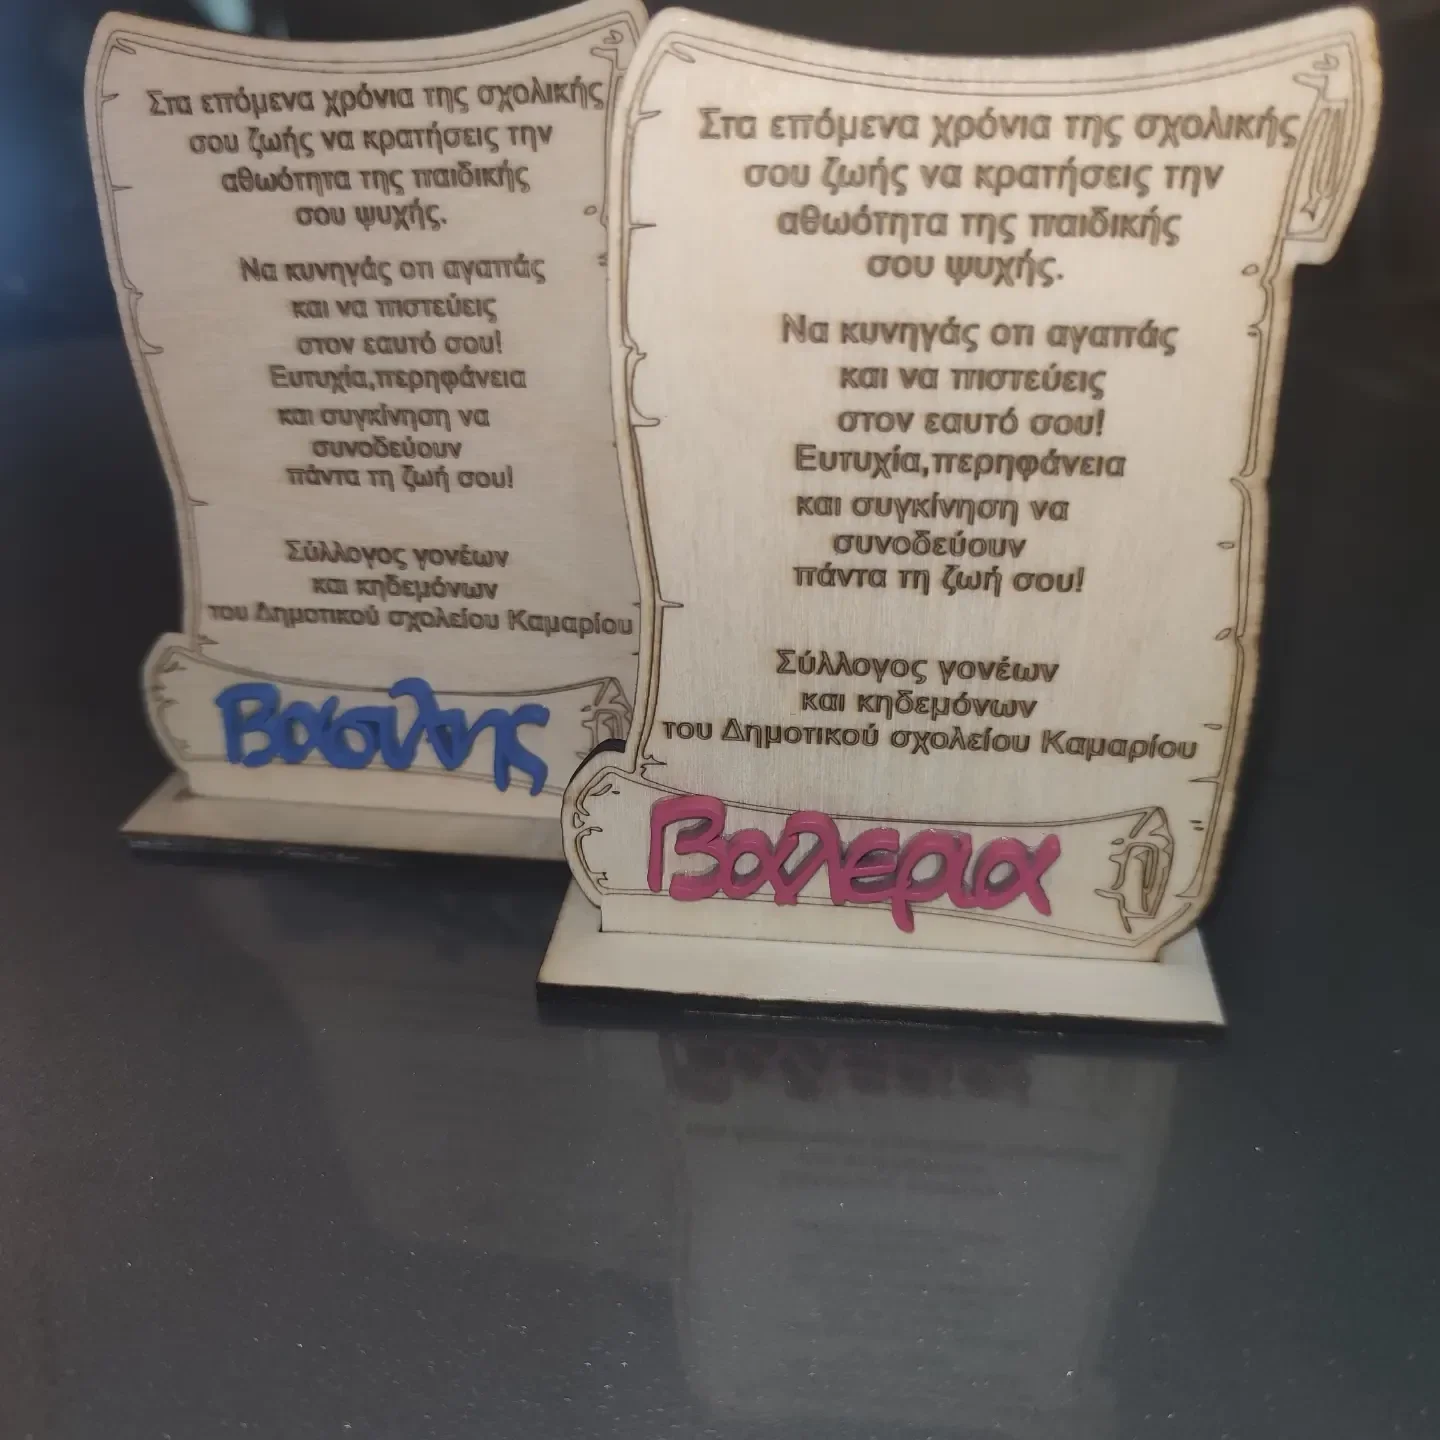 Στα επόμενα χρόνια της σχολικής
σου ζωής να κρατήσεις την
αθωότητα της παιδικής
σου ψυχής.
Να κυνηγάς οτι αγαπάς
και να πιστεύεις
στον εαυτό σου!
Ευτυχία,περηφάνεια
και συγκίνηση να
συνοδεύουν
πάντα τη ζωή σου!
Σύλλογος γονέων
και κηδεμόνων
του Δημοτικού σχολείου Καμαρίου
Βασίλης
Στα επόμενα χρόνια της σχολικής
σου ζωής να κρατήσεις την
αθωότητα της παιδικής
σου ψυχής.
Να κυνηγάς οτι αγαπάς
και να πιστεύεις
στον εαυτό σου!
Ευτυχία,περηφάνεια
και συγκίνηση να
συνοδεύουν
πάντα τη ζωή σου!
Σύλλογος γονέων
και κηδεμόνων
του Δημοτικού σχολείου Καμαρίου
Βαλερια